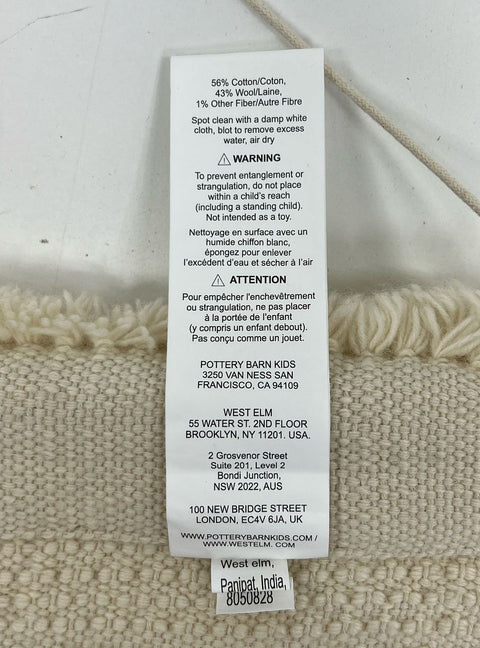 56% Cotton/Coton,
43% Wool/Laine,
1% Other Fiber/Autre Fibre
Spot clean with a damp white
cloth, blot to remove excess
water, air dry
⚠ WARNING
To prevent entanglement or
strangulation, do not place
within a child's reach
(including a standing child).
Not intended as a toy.
Nettoyage en surface avec un
humide chiffon blanc,
épongez pour enlever
l'excédent d'eau et sécher à l'air
⚠ ATTENTION
Pour empêcher l'enchevêtrement
ou strangulation, ne pas placer
à la portée de l'enfant
(y compris un enfant debout).
Pas conçu comme un jouet.
POTTERY BARN KIDS
3250 VAN NESS SAN
FRANCISCO, CA 94109
WEST ELM
55 WATER ST. 2ND FLOOR
BROOKLYN, NY 11201. USA.
2 Grosvenor Street
Suite 201, Level 2
Bondi Junction,
NSW 2022, AUS
100 NEW BRIDGE STREET
LONDON, EC4V 6JA, UK
WWW.POTTERYBARNKIDS.COM /
WWW.WESTELM. COM
West elm,
Panipat, India,
8050828